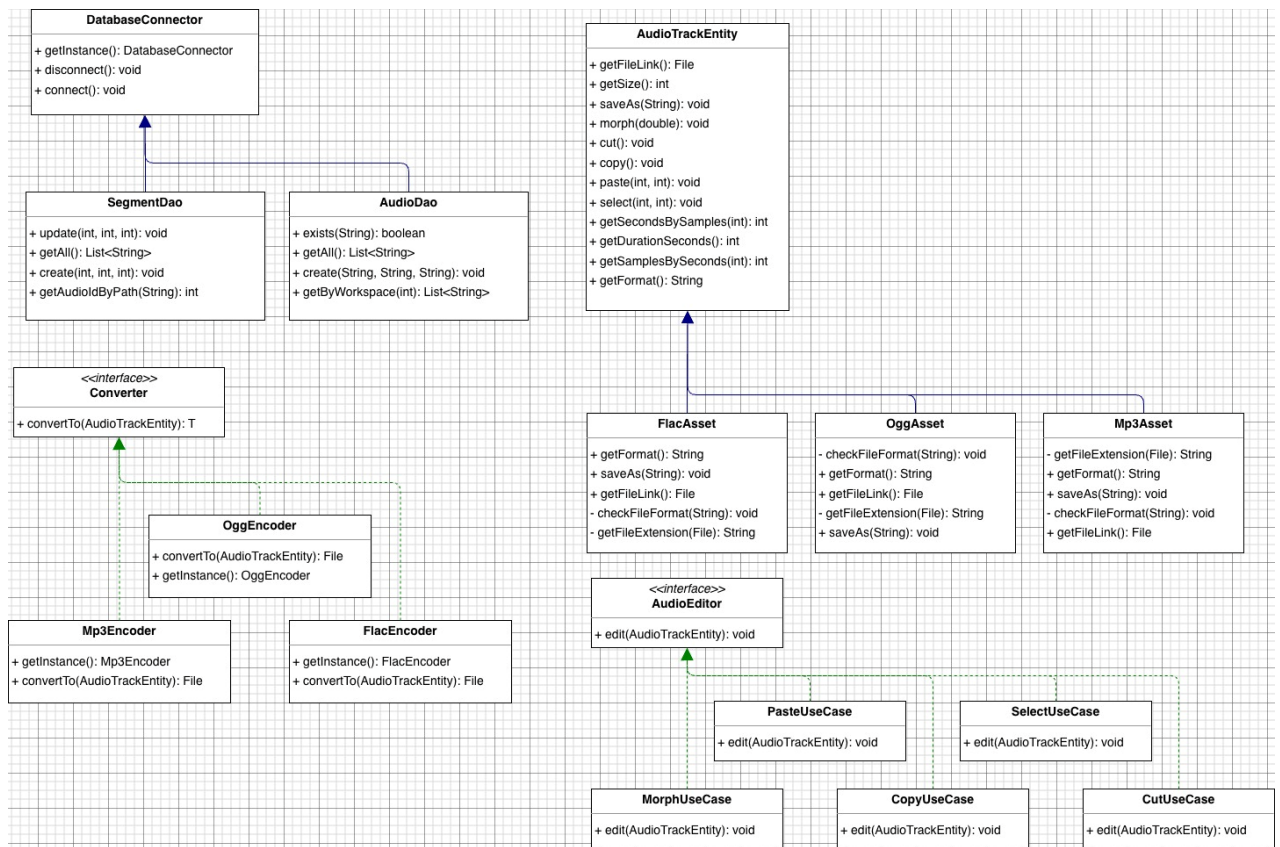 DatabaseConnector
+ getInstance(): DatabaseConnector
+ disconnect(): void
+ connect(): void
AudioTrackEntity
+ getFileLink(): File
+ getSize(): int
+ saveAs(String): void
+ morph(double): void
+ cut(): void
+ copy(): void
+ paste(int, int): void
+ select(int, int): void
+ getSecondsBySamples(int): int
+ getDurationSeconds(): int
+ getSamplesBySeconds(int): int
+ getFormat(): String
SegmentDao
+ update(int, int, int): void
+ getAll(): List<String>
+ create(int, int, int): void
+ getAudioIdByPath(String): int
AudioDao
+ exists(String): boolean
+ getAll(): List<String>
+ create(String, String, String): void
+ getByWorkspace(int): List<String>
<<interface>>
Converter
+ convertTo(AudioTrackEntity): T
FlacAsset
+ getFormat(): String
+ saveAs(String): void
+ getFileLink(): File
- checkFileFormat(String): void
- getFileExtension(File): String
OggAsset
- checkFileFormat(String): void
+ getFormat(): String
+ getFileLink(): File
- getFileExtension(File): String
+ saveAs(String): void
Mp3Asset
- getFileExtension(File): String
+ getFormat(): String
+ saveAs(String): void
- checkFileFormat(String): void
+ getFileLink(): File
OggEncoder
+ convertTo(AudioTrackEntity): File
+ getInstance(): OggEncoder
Mp3Encoder
+ getInstance(): Mp3Encoder
+ convertTo(AudioTrackEntity): File
FlacEncoder
+ getInstance(): FlacEncoder
+ convertTo(AudioTrackEntity): File
<<interface>>
AudioEditor
+ edit(AudioTrackEntity): void
PasteUseCase
+ edit(AudioTrackEntity): void
SelectUseCase
+ edit(AudioTrackEntity): void
MorphUseCase
+ edit(AudioTrackEntity): void
CopyUseCase
+ edit(AudioTrackEntity): void
CutUseCase
+ edit(AudioTrackEntity): void